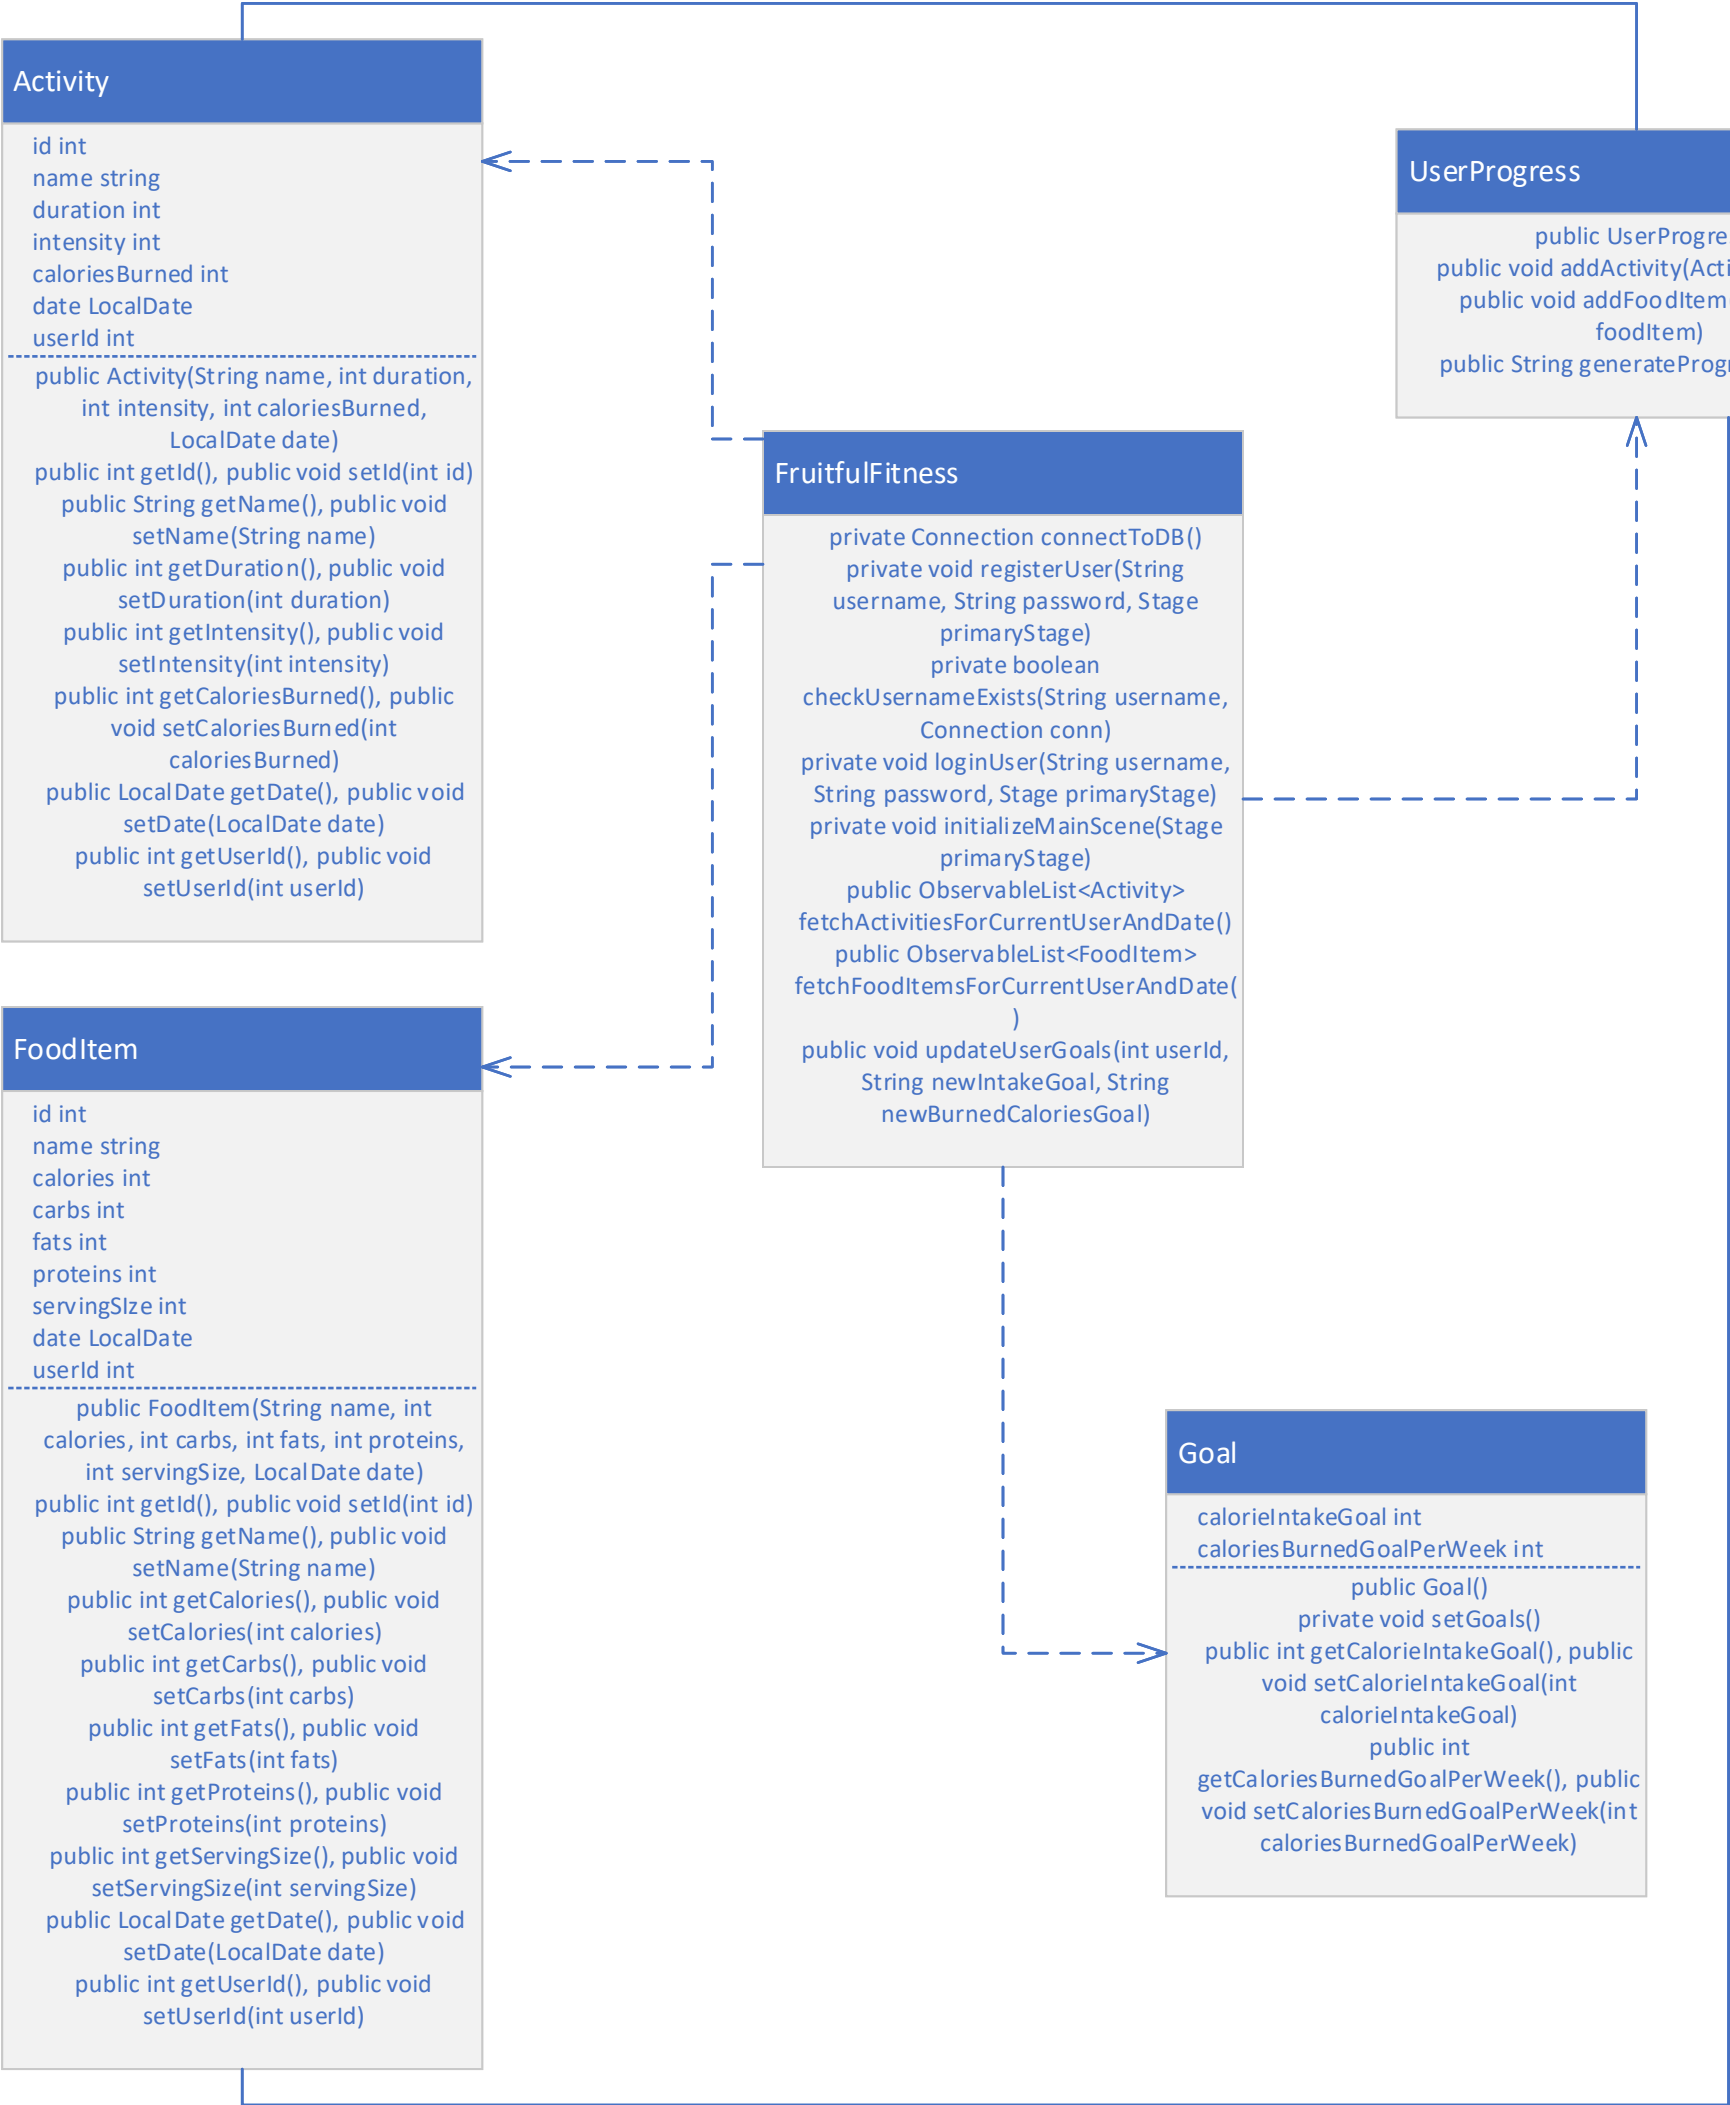 Activity
id int
name string
duration int
intensity int
caloriesBurned int
date LocalDate
userId int
public Activity(String name, int duration,
int intensity, int caloriesBurned,
LocalDate date)
public int getId(), public void setId(int id)
public String getName(), public void
setName(String name)
public int getDuration(), public void
setDuration(int duration)
public int getIntensity(), public void
setIntensity(int intensity)
public int getCaloriesBurned(), public
void setCaloriesBurned(int
caloriesBurned)
public LocalDate getDate(), public void
setDate(LocalDate date)
public int getUserId(), public void
setUserId(int userId)
UserProgress
public UserProgre
public void addActivity(Acti
public void addFoodItem
foodItem)
public String generateProgr
FruitfulFitness
private Connection connectToDB()
private void registerUser(String
username, String password, Stage
primaryStage)
private boolean
checkUsernameExists(String username,
Connection conn)
private void loginUser(String username,
String password, Stage primaryStage)
private void initializeMainScene(Stage
primaryStage)
public ObservableList<Activity>
fetchActivitiesForCurrentUserAndDate()
public ObservableList<FoodItem>
fetchFoodItemsForCurrentUserAndDate(
)
public void updateUserGoals(int userId,
String newIntakeGoal, String
newBurnedCaloriesGoal)
FoodItem
id int
name string
calories int
carbs int
fats int
proteins int
servingSIze int
date LocalDate
userId int
public FoodItem(String name, int
calories, int carbs, int fats, int proteins,
int servingSize, LocalDate date)
public int getId(), public void setId(int id)
public String getName(), public void
setName(String name)
public int getCalories(), public void
setCalories(int calories)
public int getCarbs(), public void
setCarbs(int carbs)
public int getFats(), public void
setFats(int fats)
public int getProteins(), public void
setProteins(int proteins)
public int getServingSize(), public void
setServingSize(int servingSize)
public LocalDate getDate(), public void
setDate(LocalDate date)
public int getUserId(), public void
setUserId(int userId)
Goal
calorieIntakeGoal int
caloriesBurnedGoalPerWeek int
public Goal()
private void setGoals()
public int getCalorieIntakeGoal(), public
void setCalorieIntakeGoal(int
calorieIntakeGoal)
public int
getCaloriesBurnedGoalPerWeek(), public
void setCaloriesBurnedGoalPerWeek(int
caloriesBurnedGoalPerWeek)